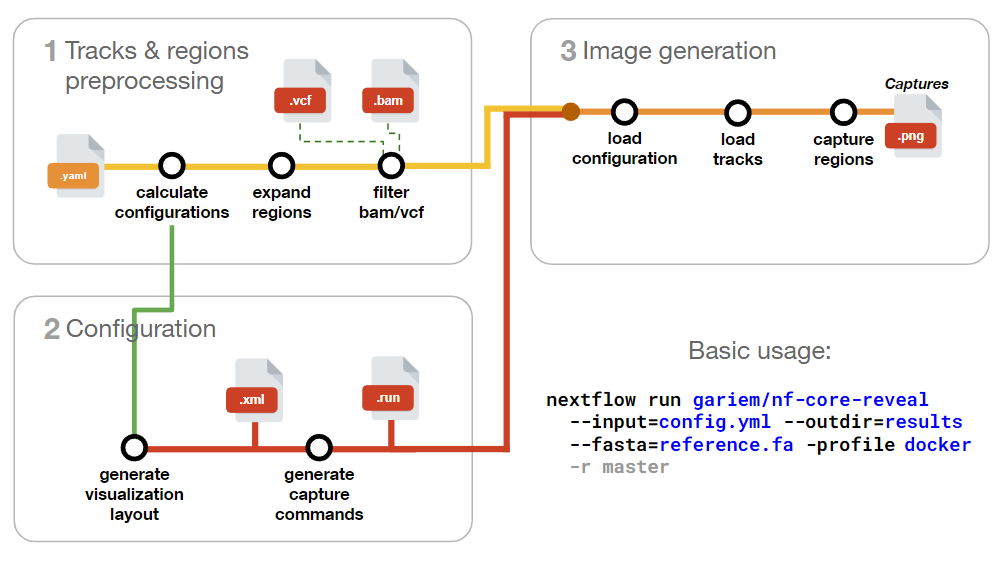 1 Tracks & regions
preprocessing
.vcf
.bam
.yaml
calculate
configurations
expand
regions
filter
bam/vcf
2 Configuration
.xml
.run
generate
visualization
layout
generate
capture
commands
3 Image generation
Captures
.png
load
configuration
load
tracks
capture
regions
Basic usage:
nextflow run gariem/nf-core-reveal
--input=config.yml --outdir=results
--fasta=reference.fa -profile docker
-r master